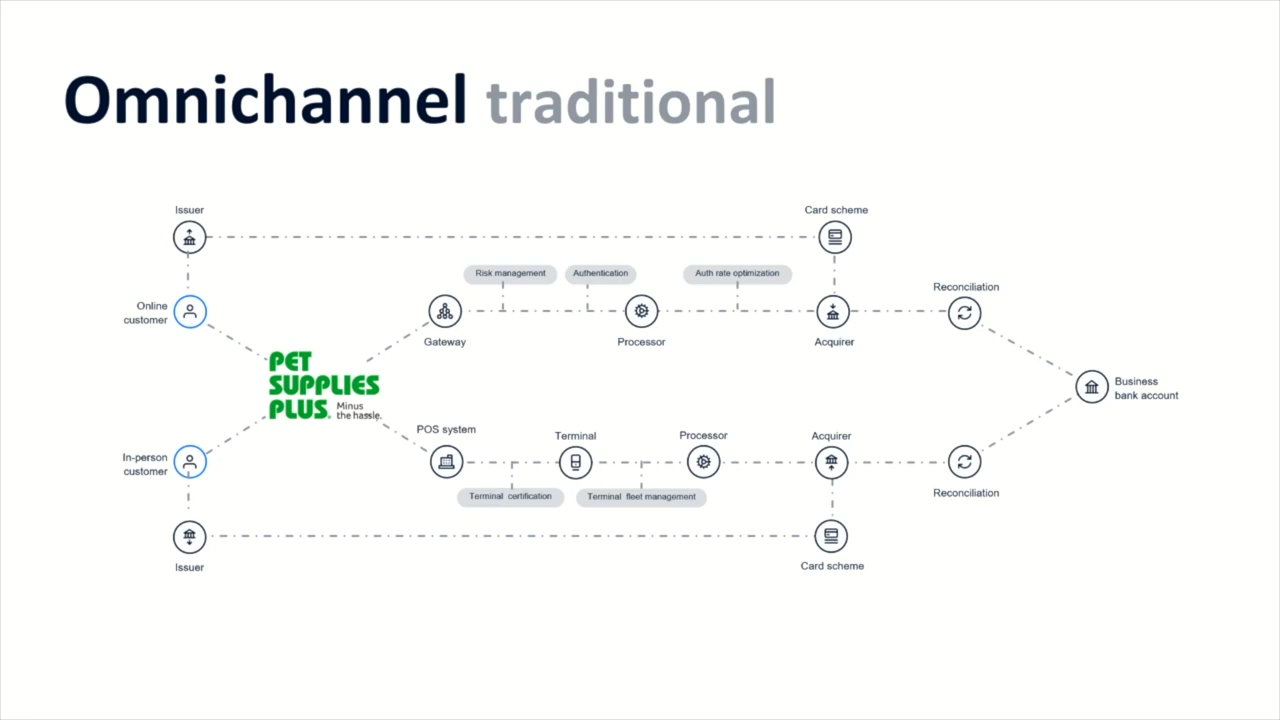 Omnichannel traditional
Issuer
Card scheme
Risk management
Authentication
Auth rate optimization
Reconciliation
Online
customer
Gateway
Processor
Acquirer
PET
SUPPLIES
PLUS. Minus
the hassle.
Business
bank account
POS system
Terminal
Processor
Acquirer
In-person
customer
Terminal certification
Terminal fleet management
Reconciliation
Issuer
Card scheme